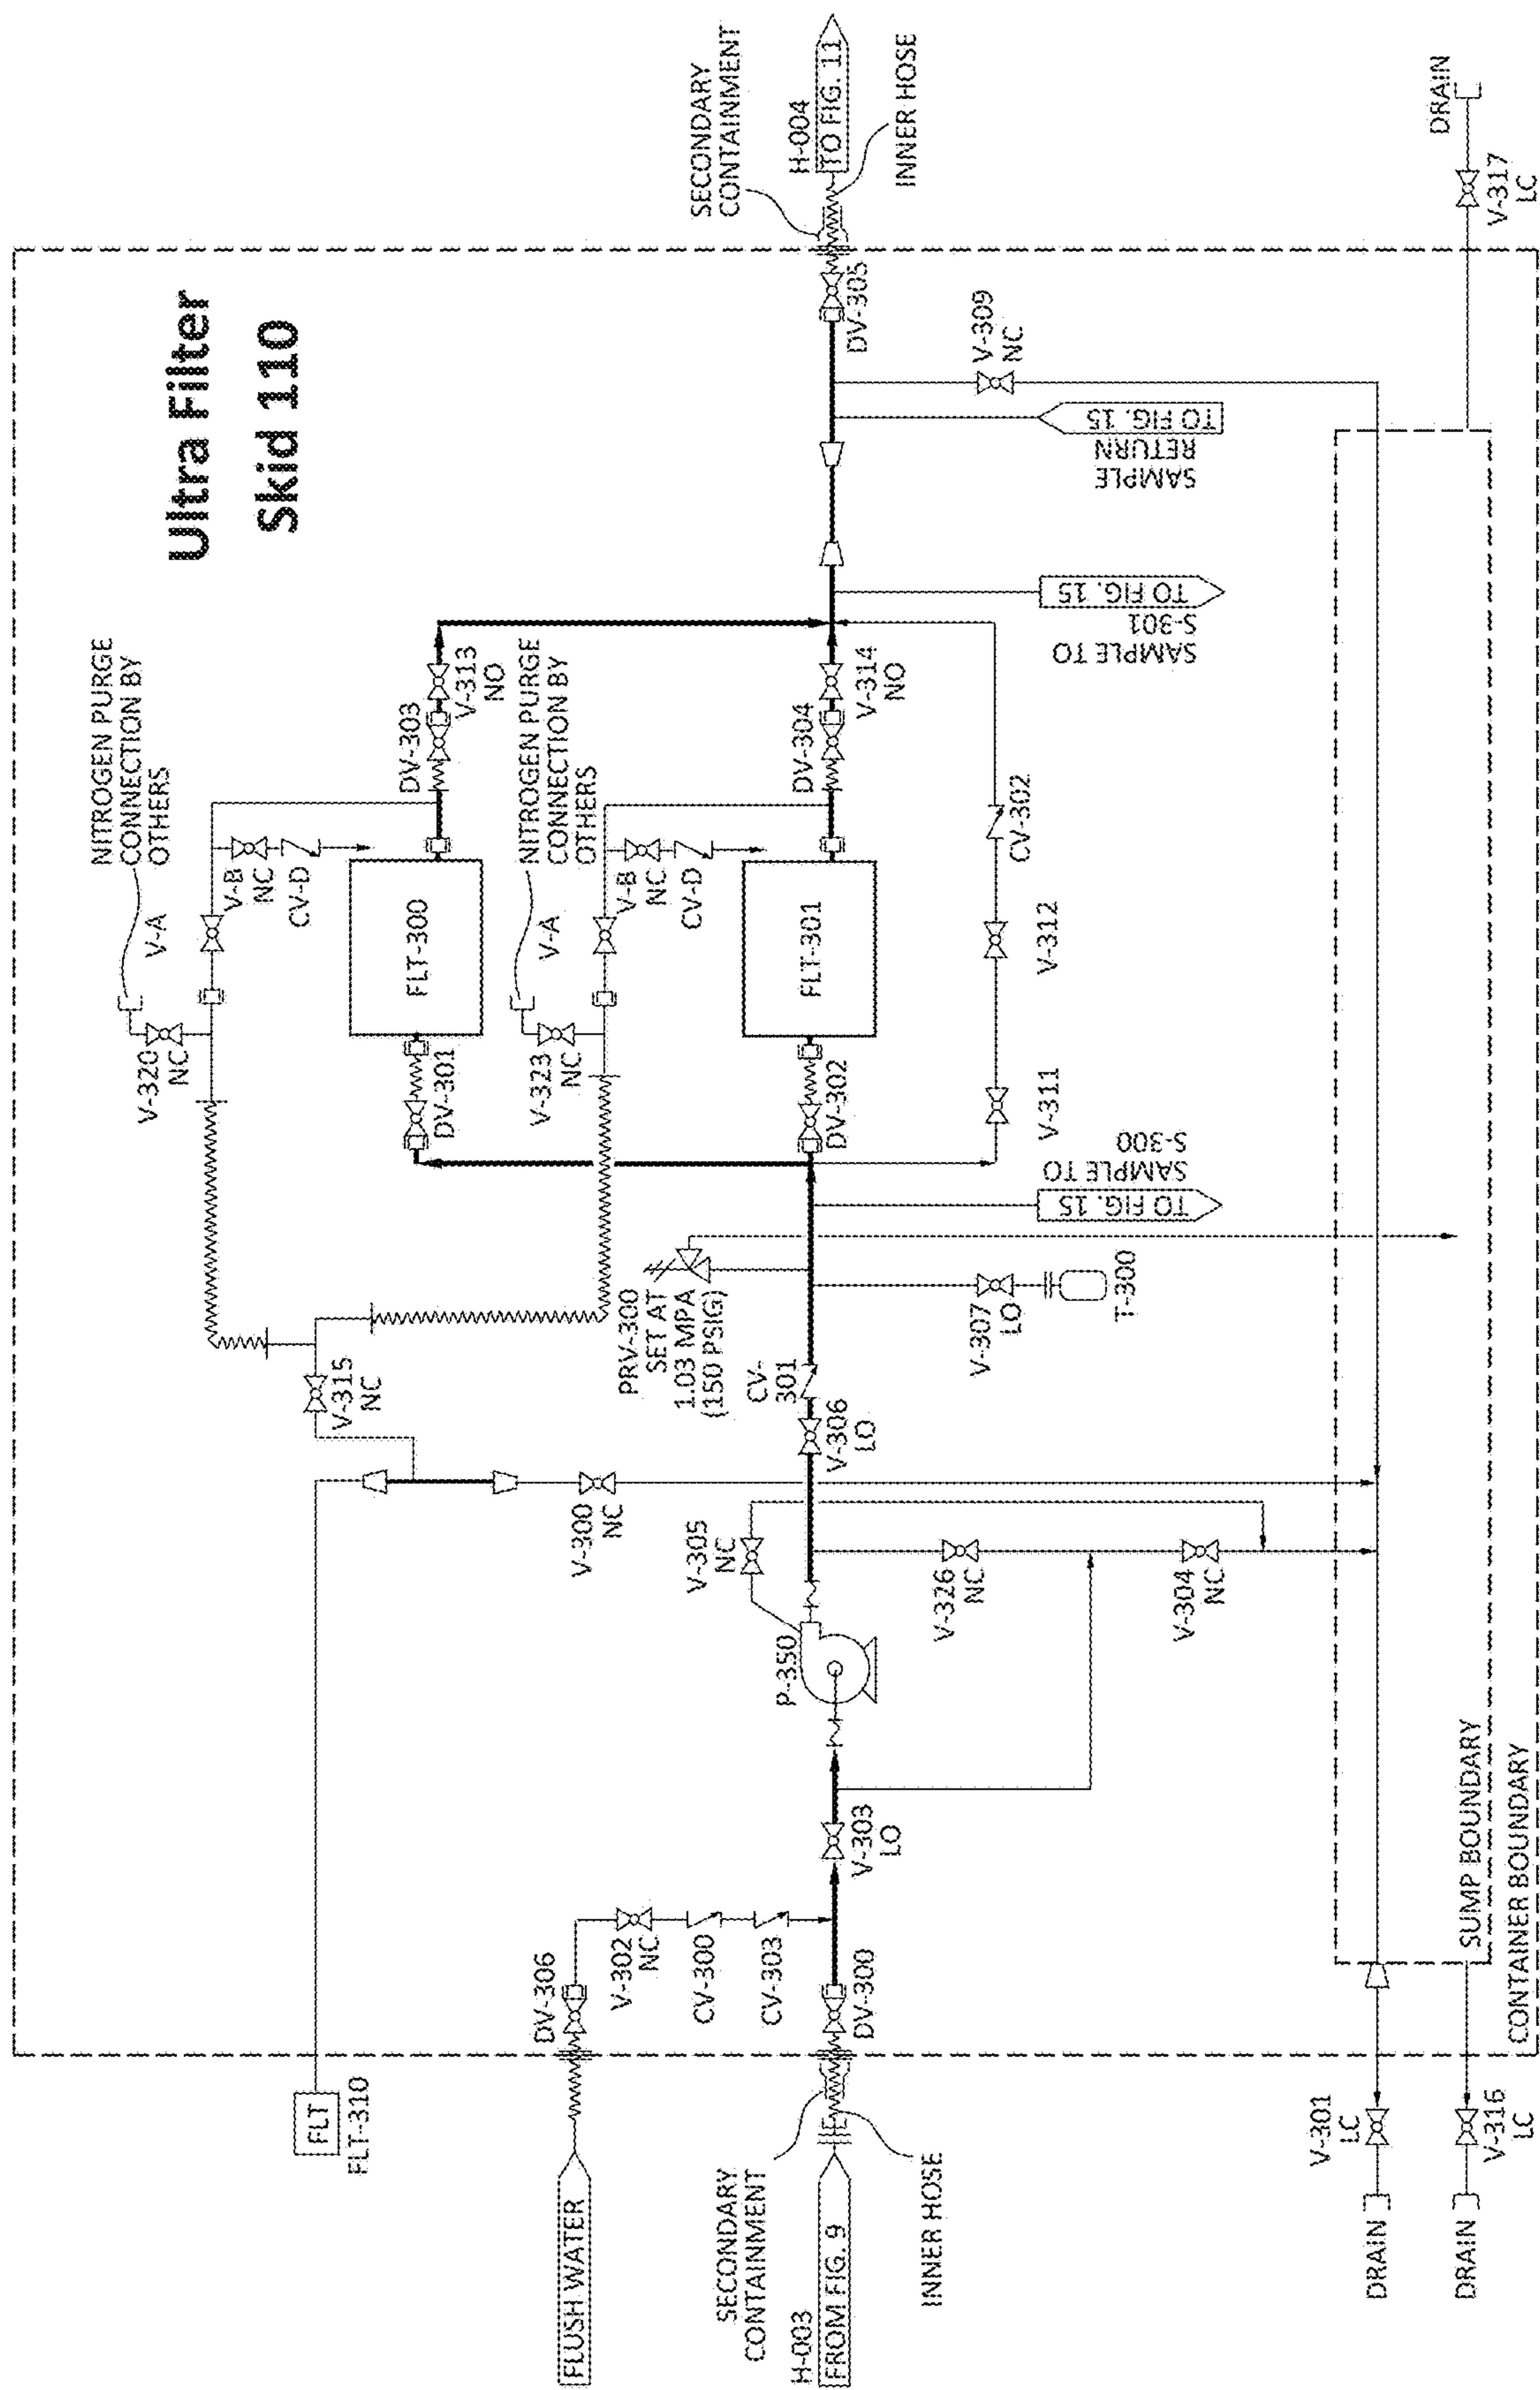 Ultra Filter
Skid 110
NITROGEN PURGE
CONNECTION BY
OTHERS
V-A
V-320
NC
V-B
NC
CV-D
FLT-300
DV-301
DV-303
V-313
NO
NITROGEN PURGE
CONNECTION BY
OTHERS
V-A
V-323
NC
V-B
NC
CV-D
FLT-301
DV-302
DV-304
V-314
NO
V-315
NC
FLT
FLT-310
V-300
NC
PRV-300
SET AT
1.03 MPA
(150 PSIG)
FLUSH WATER
DV-306
V-302
NC
CV-300
CV-303
SECONDARY
CONTAINMENT
H-003
FROM FIG. 9
INNER HOSE
DV-300
V-303
LO
P-350
V-305
NC
V-326
NC
V-304
NC
V-306
LO
CV-
301
V-307
LO
T-300
SAMPLE TO
S-300
TO FIG. 15
V-311
V-312
CV-302
SAMPLE TO
S-301
TO FIG. 15
SAMPLE
RETURN
TO FIG. 15
V-309
NC
DV-305
SECONDARY
CONTAINMENT
H-004
TO FIG. 11
INNER HOSE
DRAIN
V-301
LC
DRAIN
V-316
LC
SUMP BOUNDARY
CONTAINER BOUNDARY
DRAIN
V-317
LC